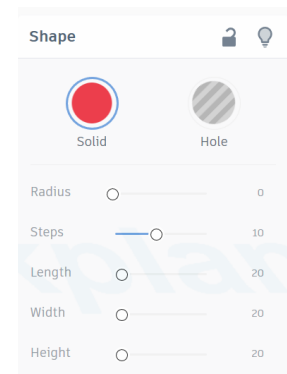 Shape
Solid Hole
Radius 0
Steps 10
Length 20
Width 20
Height 20